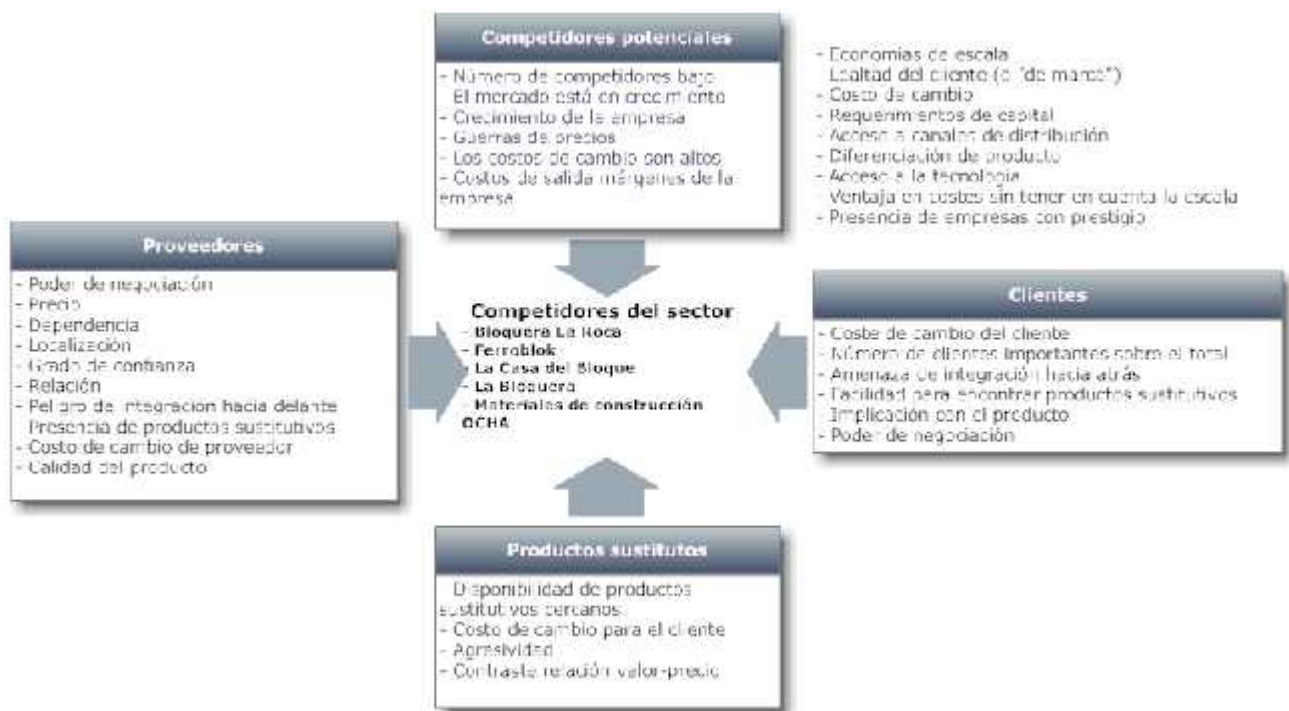 Competidores potenciales
- Número de competidores bajo
El mercado está en crecimiento
- Crecimiento de la empresa
- Guerras de precios
- Los costos de cambio son altos
- Costos de salida márgenes de la
empresa
- Economías de escala
Lealtad del cliente (o "de marca")
- Costo de cambio
- Requerimientos de capital
- Acceso a canales de distribución
- Diferenciación de producto
- Acceso a la tecnología
Ventaja en costes sin tener en cuenta la escala
- Presencia de empresas con prestigio
Proveedores
- Poder de negociación
- Precio
- Dependencia
- Localización
- Grado de confianza
- Relación
- Peligro de integración hacia delante
Presencia de productos sustitutivos
- Costo de cambio de proveedor
- Calidad del producto
Competidores del sector
- Bloquera La Roca
- Ferroblok
- La Casa del Bloque
- La Bloquera
- Materiales de construcción
OCHA
Clientes
- Coste de cambio del cliente
- Número de clientes importantes sobre el total
- Amenaza de integración hacia atrás
- Facilidad para encontrar productos sustitutivos
Implicación con el producto
- Poder de negociación
Productos sustitutos
Disponibilidad de productos
sustitutivos cercanos
- Costo de cambio para el cliente
- Agresividad
- Contraste relación valor-precio